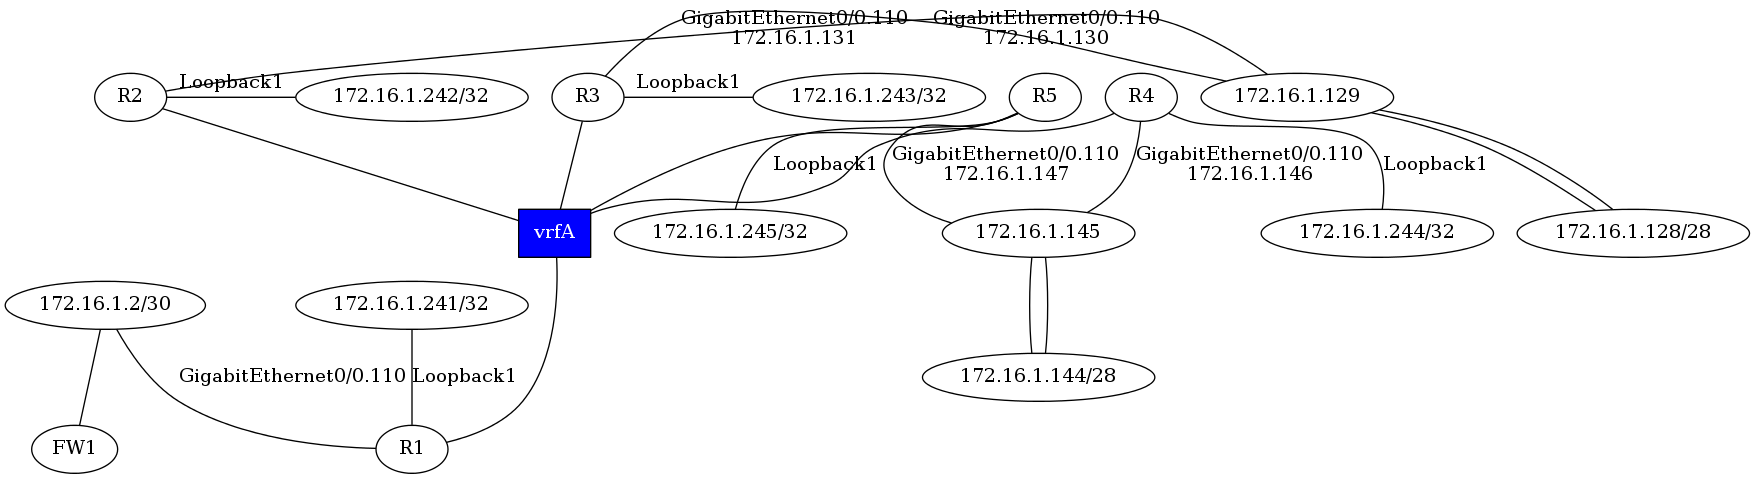 GigabitEthernet0/0.110
172.16.1.131
GigabitEthernet0/0.110
172.16.1.130
R2
Loopback1
172.16.1.242/32
R3
Loopback1
172.16.1.243/32
R5
R4
172.16.1.129
Loopback1
GigabitEthernet0/0.110
172.16.1.147
GigabitEthernet0/0.110
172.16.1.146
Loopback1
vrfA
172.16.1.245/32
172.16.1.145
172.16.1.244/32
172.16.1.128/28
172.16.1.2/30
172.16.1.241/32
GigabitEthernet0/0.110
Loopback1
172.16.1.144/28
FW1
R1